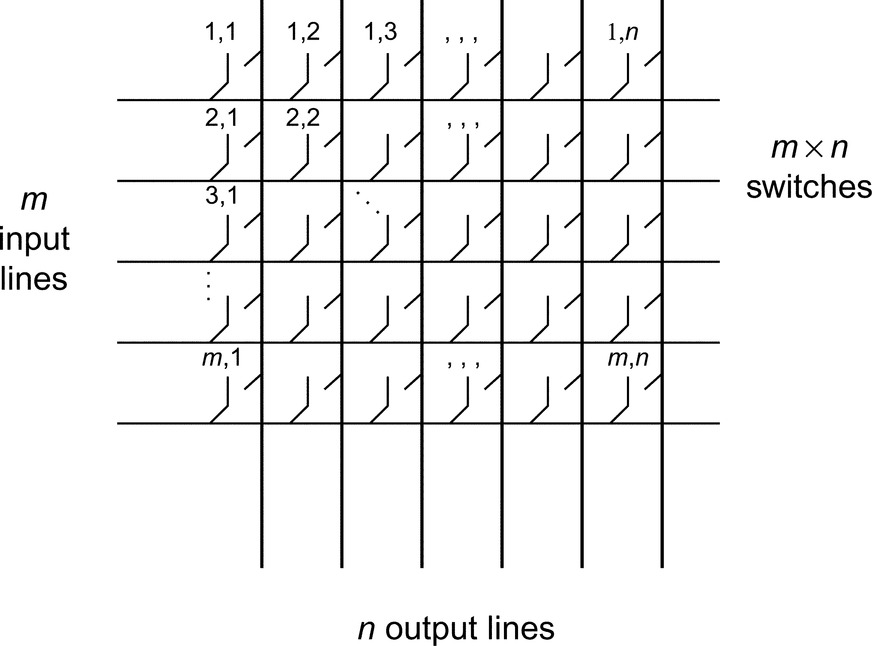 1,1 1,2 1,3 , , , 1,n
2,1 2,2 , , ,
m × n
switches
3,1
m
input
lines
m,1 , , , m,n
n output lines